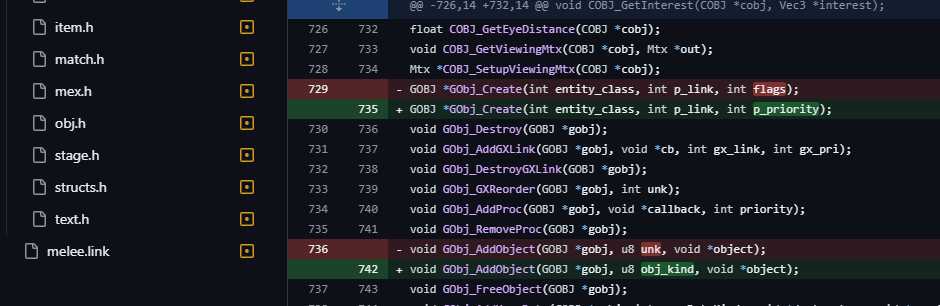 item.h
match.h
mex.h
obj.h
stage.h
structs.h
text.h
melee.link
@@ -726,14 +732,14 @@ void COBJ_GetInterest(COBJ *cobj, Vec3 *interest);
726 732 float COBJ_GetEyeDistance(COBJ *cobj);
727 733 void COBJ_GetViewingMtx(COBJ *cobj, Mtx *out);
728 734 Mtx *COBJ_SetupViewingMtx(COBJ *cobj);
729 - GOBJ *GObj_Create(int entity_class, int p_link, int flags);
735 + GOBJ *GObj_Create(int entity_class, int p_link, int p_priority);
730 736 void GObj_Destroy(GOBJ *gobj);
731 737 void GObj_AddGXLink(GOBJ *gobj, void *cb, int gx_link, int gx_pri);
732 738 void GObj_DestroyGXLink(GOBJ *gobj);
733 739 void GObj_GXReorder(GOBJ *gobj, int unk);
734 740 void GObj_AddProc(GOBJ *gobj, void *callback, int priority);
735 741 void GObj_RemoveProc(GOBJ *gobj);
736 - void GObj_AddObject(GOBJ *gobj, u8 unk, void *object);
742 + void GObj_AddObject(GOBJ *gobj, u8 obj_kind, void *object);
737 743 void GObj_FreeObject(GOBJ *gobj);